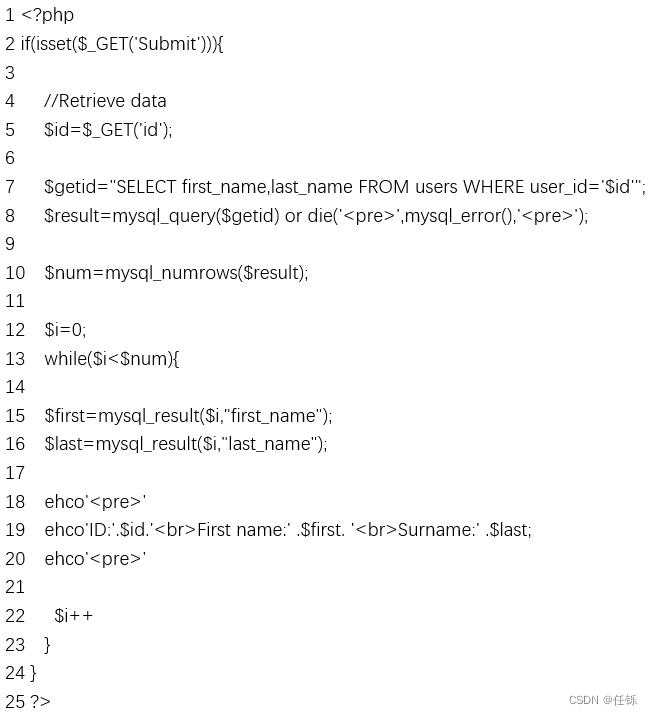 1 <?php
2 if(isset($_GET('Submit'))){
3
4 //Retrieve data
5 $id=$_GET('id');
6
7 $getid="SELECT first_name,last_name FROM users WHERE user_id='$id'";
8 $result=mysql_query($getid) or die('<pre>',mysql_error(),'<pre>');
9
10 $num=mysql_numrows($result);
11
12 $i=0;
13 while($i<$num){
14
15 $first=mysql_result($i,"first_name");
16 $last=mysql_result($i,"last_name");
17
18 ehco'<pre>'
19 ehco'ID:'.$id.'<br>First name:' .$first. '<br>Surname:' .$last;
20 ehco'<pre>'
21
22 $i++
23 }
24 }
25 ?>
CSDN @任铄